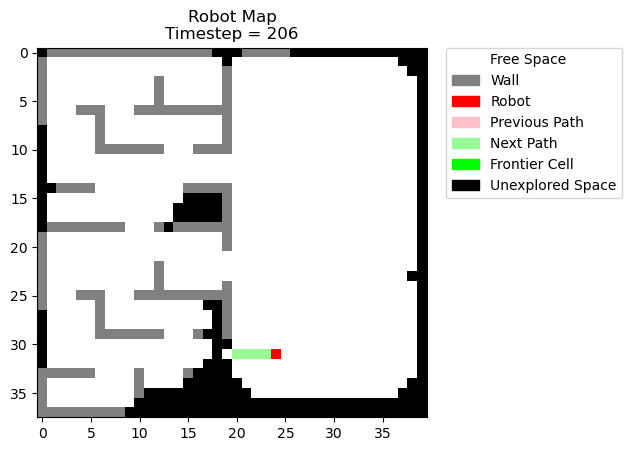 Robot Map
Timestep = 206
0
5
10
15
20
25
30
35
0
5
10
15
20
25
30
35
Free Space
Wall
Robot
Previous Path
Next Path
Frontier Cell
Unexplored Space